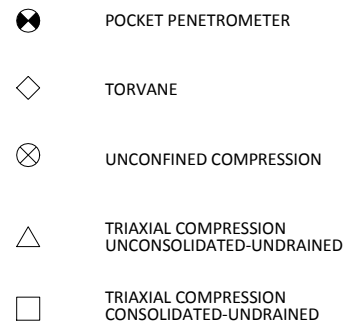 POCKET PENETROMETER
TORVANE
UNCONFINED COMPRESSION
TRIAXIAL COMPRESSION
UNCONSOLIDATED-UNDRAINED
TRIAXIAL COMPRESSION
CONSOLIDATED-UNDRAINED